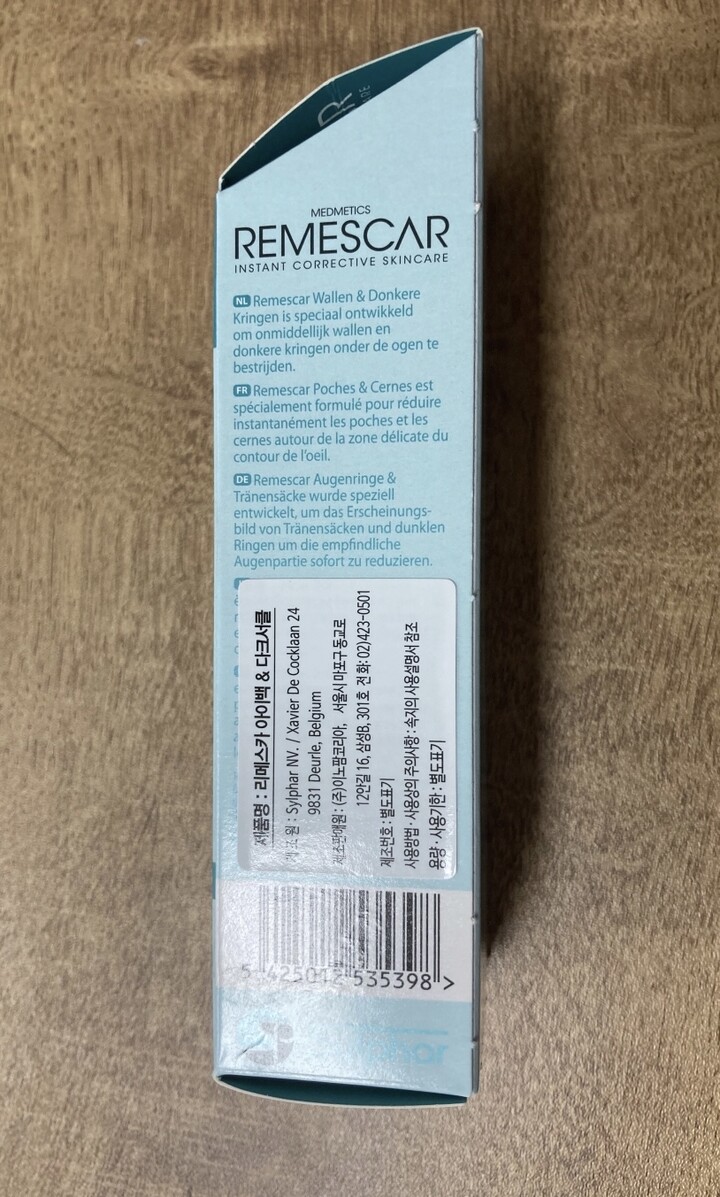 MEDMETICS
REMESCAR
INSTANT CORRECTIVE SKINCARE
NL Remescar Wallen & Donkere
Kringen is speciaal ontwikkeld
om onmiddellijk wallen en
donkere kringen onder de ogen te
bestrijden.
FR Remescar Poches & Cernes est
spécialement formulé pour réduire
instantanément les poches et les
cernes autour de la zone délicate du
contour de l'oeil.
DE Remescar Augenringe &
Tränensäcke wurde speziell
entwickelt, um das Erscheinungs-
bild von Tränensäcken und dunklen
Ringen um die empfindliche
Augenpartie sofort zu reduzieren.
제품명 : 리메스카 아이백 & 다크서클
제조원 : Sylphar NV. / Xavier De Cocklaan 24
9831 Deurle, Belgium
제조판매원 : (주)이노팜코리아, 서울시 마포구 동교로
12안길 16, 삼성B, 301호 전화: 02)423-0501
제조번호 : 별도표기
사용방법 · 사용상의 주의사항 : 속지의 사용설명서 참조
용량 · 사용기한 : 별도표기
5 425012 535398 >